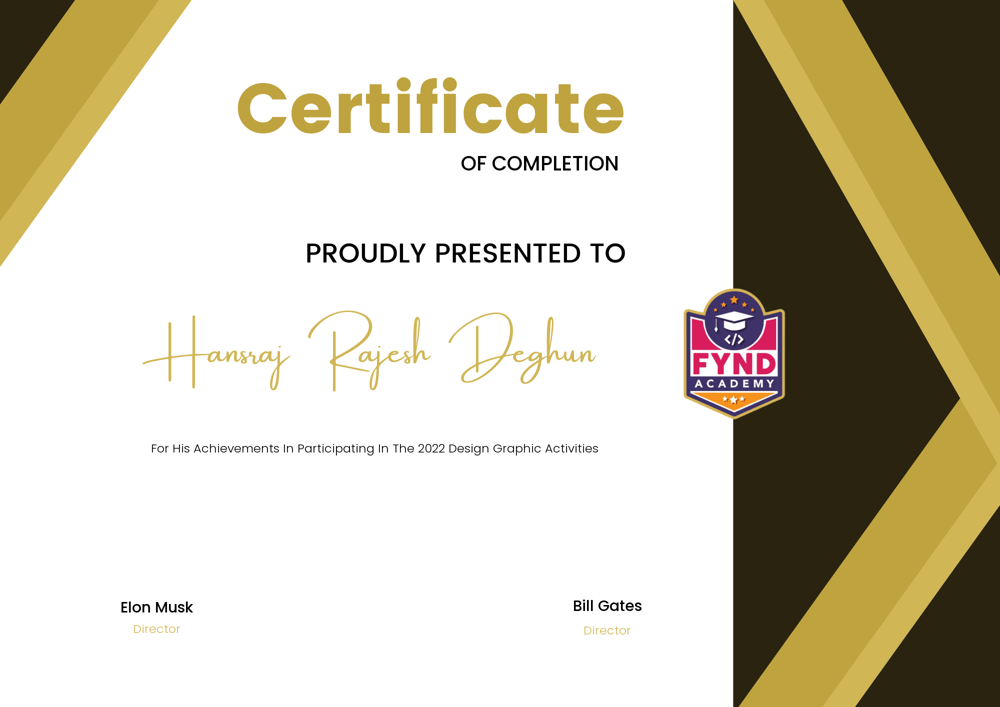 Certificate
OF COMPLETION
PROUDLY PRESENTED TO
Hansraj Rajesh Deghun
</>
FYND
ACADEMY
For His Achievements In Participating In The 2022 Design Graphic Activities
Elon Musk
Director
Bill Gates
Director